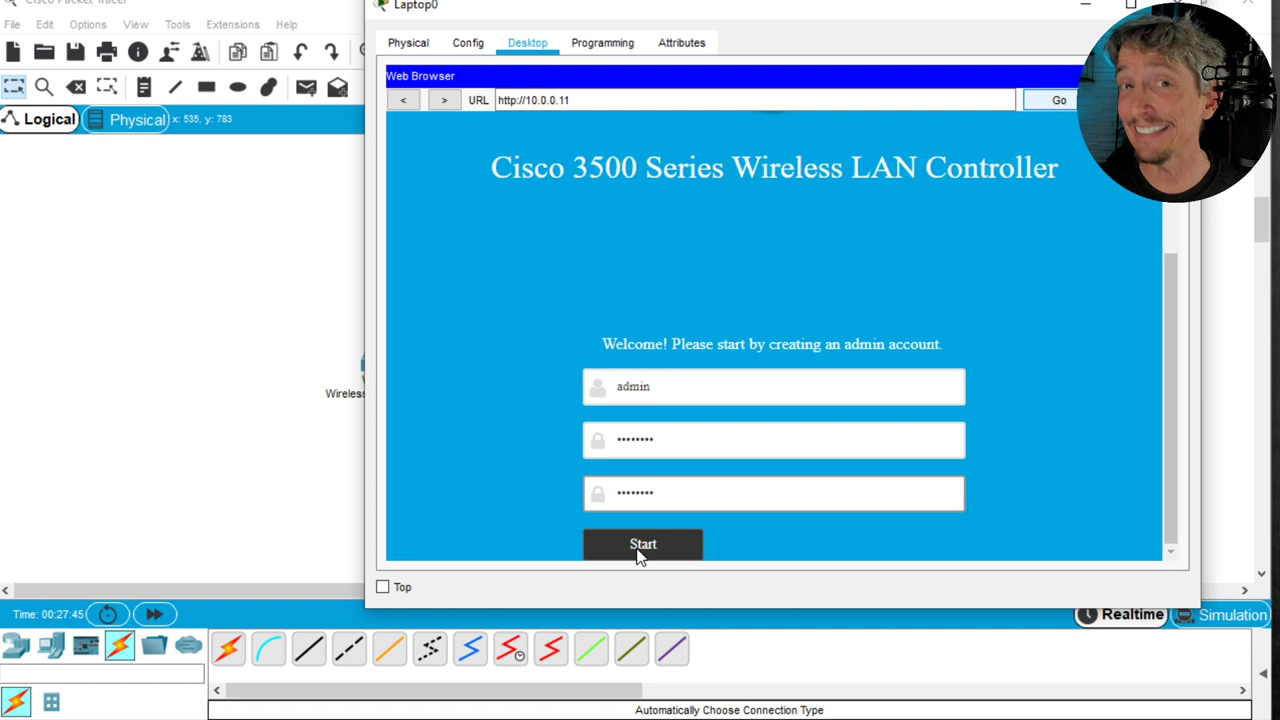 Cisco Packet Tracer
File Edit Options View Tools Extensions Help
Logical Physical x: 535, y: 783
Wireless
Laptop0
Physical Config Desktop Programming Attributes
Web Browser
< > URL http://10.0.0.11 Go
Cisco 3500 Series Wireless LAN Controller
Welcome! Please start by creating an admin account.
admin
••••••••
••••••••
Start
Top
Time: 00:27:45
Realtime Simulation
Automatically Choose Connection Type